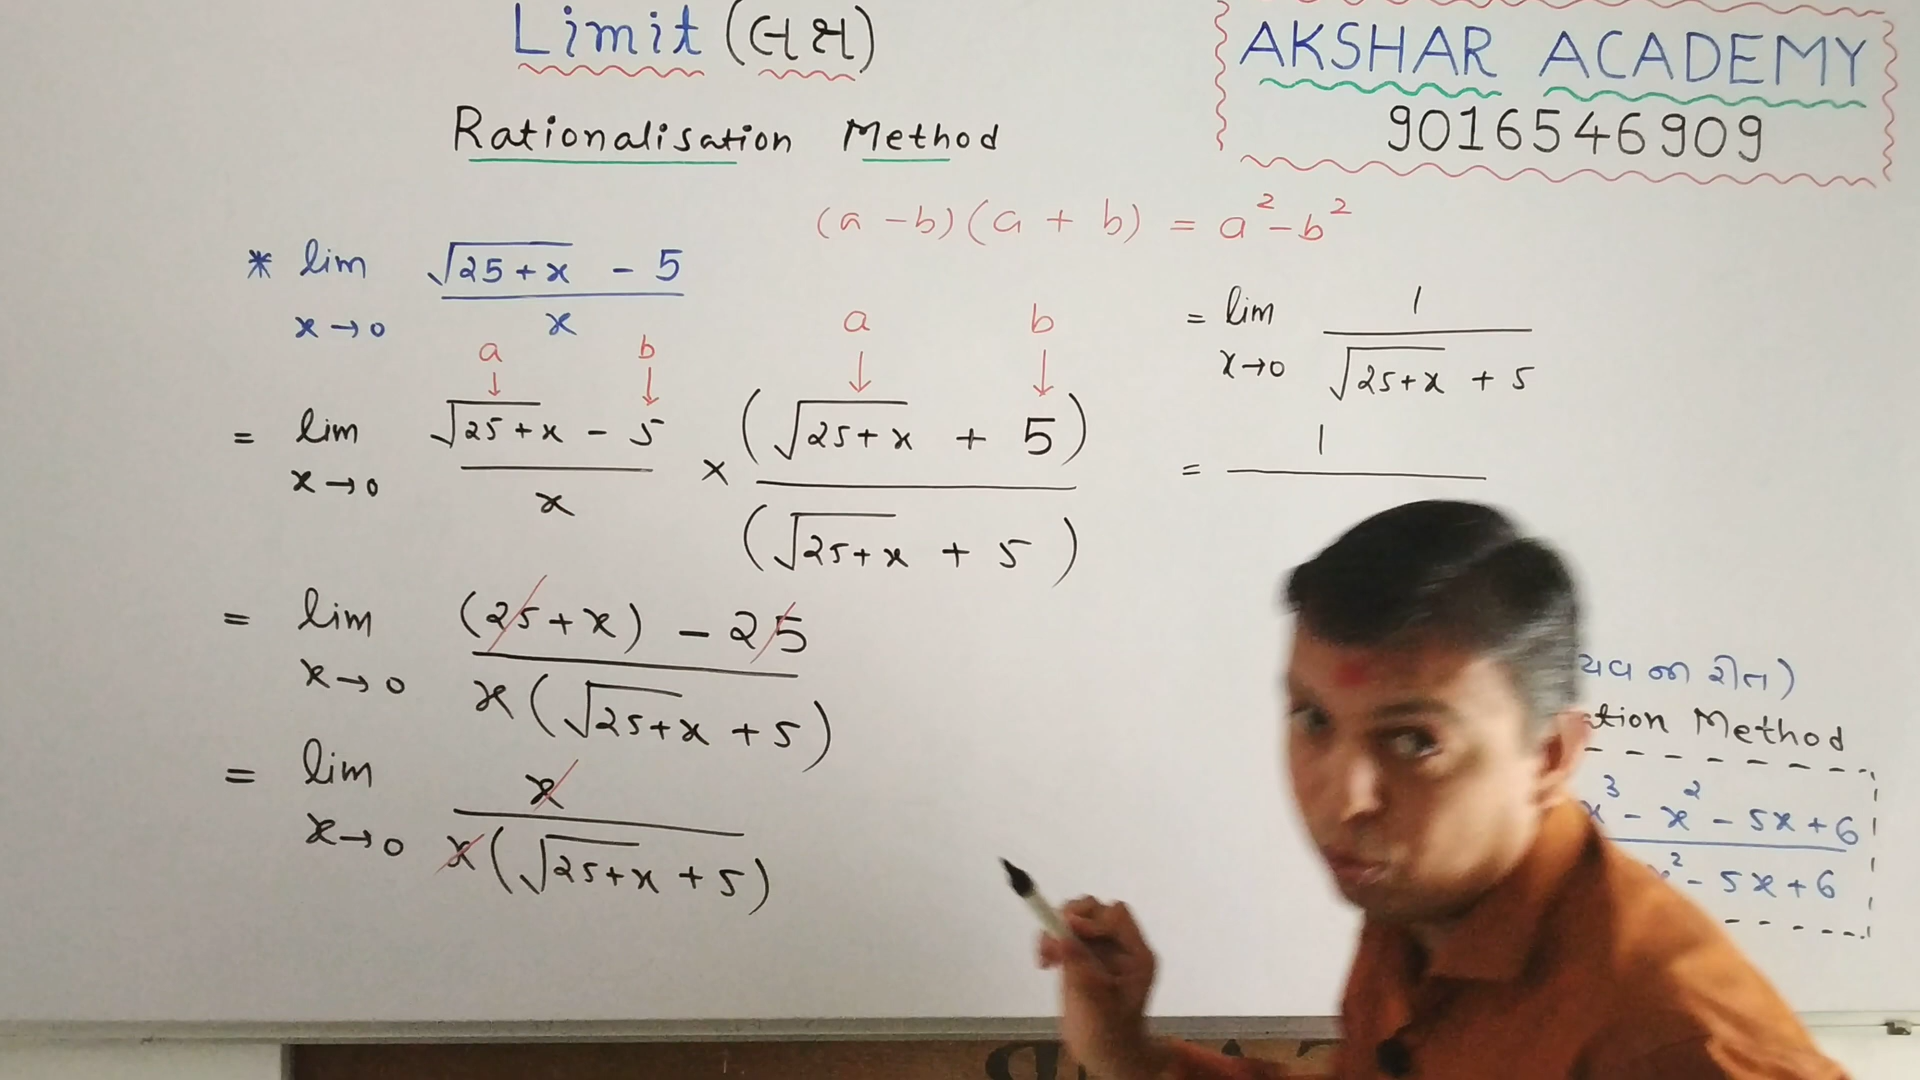 Limit (લક્ષ)
AKSHAR ACADEMY
9016546909
Rationalisation Method
(a - b)(a + b) = a² - b²
* lim x→0 (√25+x - 5) / x
a b a b
= lim x→0 (√25+x - 5) / x × (√25+x + 5) / (√25+x + 5)
= lim x→0 ((25+x) - 25) / x(√25+x + 5)
= lim x→0 x / x(√25+x + 5)
= lim x→0 1 / √25+x + 5
= 1
રીત)
Method
- x² - 5x + 6
- 5x + 6